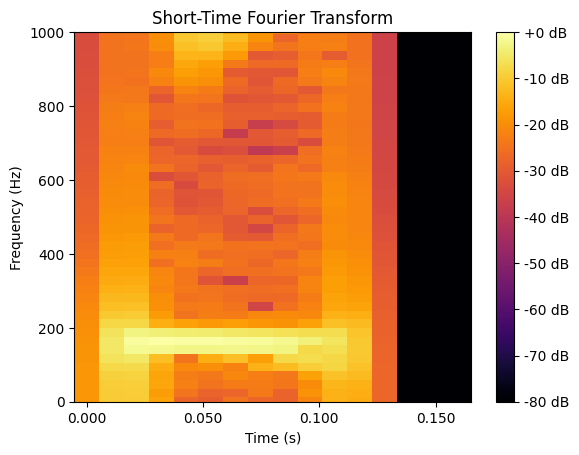 Short-Time Fourier Transform
Frequency (Hz)
1000
800
600
400
200
0
0.000
0.050
0.100
0.150
Time (s)
+0 dB
-10 dB
-20 dB
-30 dB
-40 dB
-50 dB
-60 dB
-70 dB
-80 dB